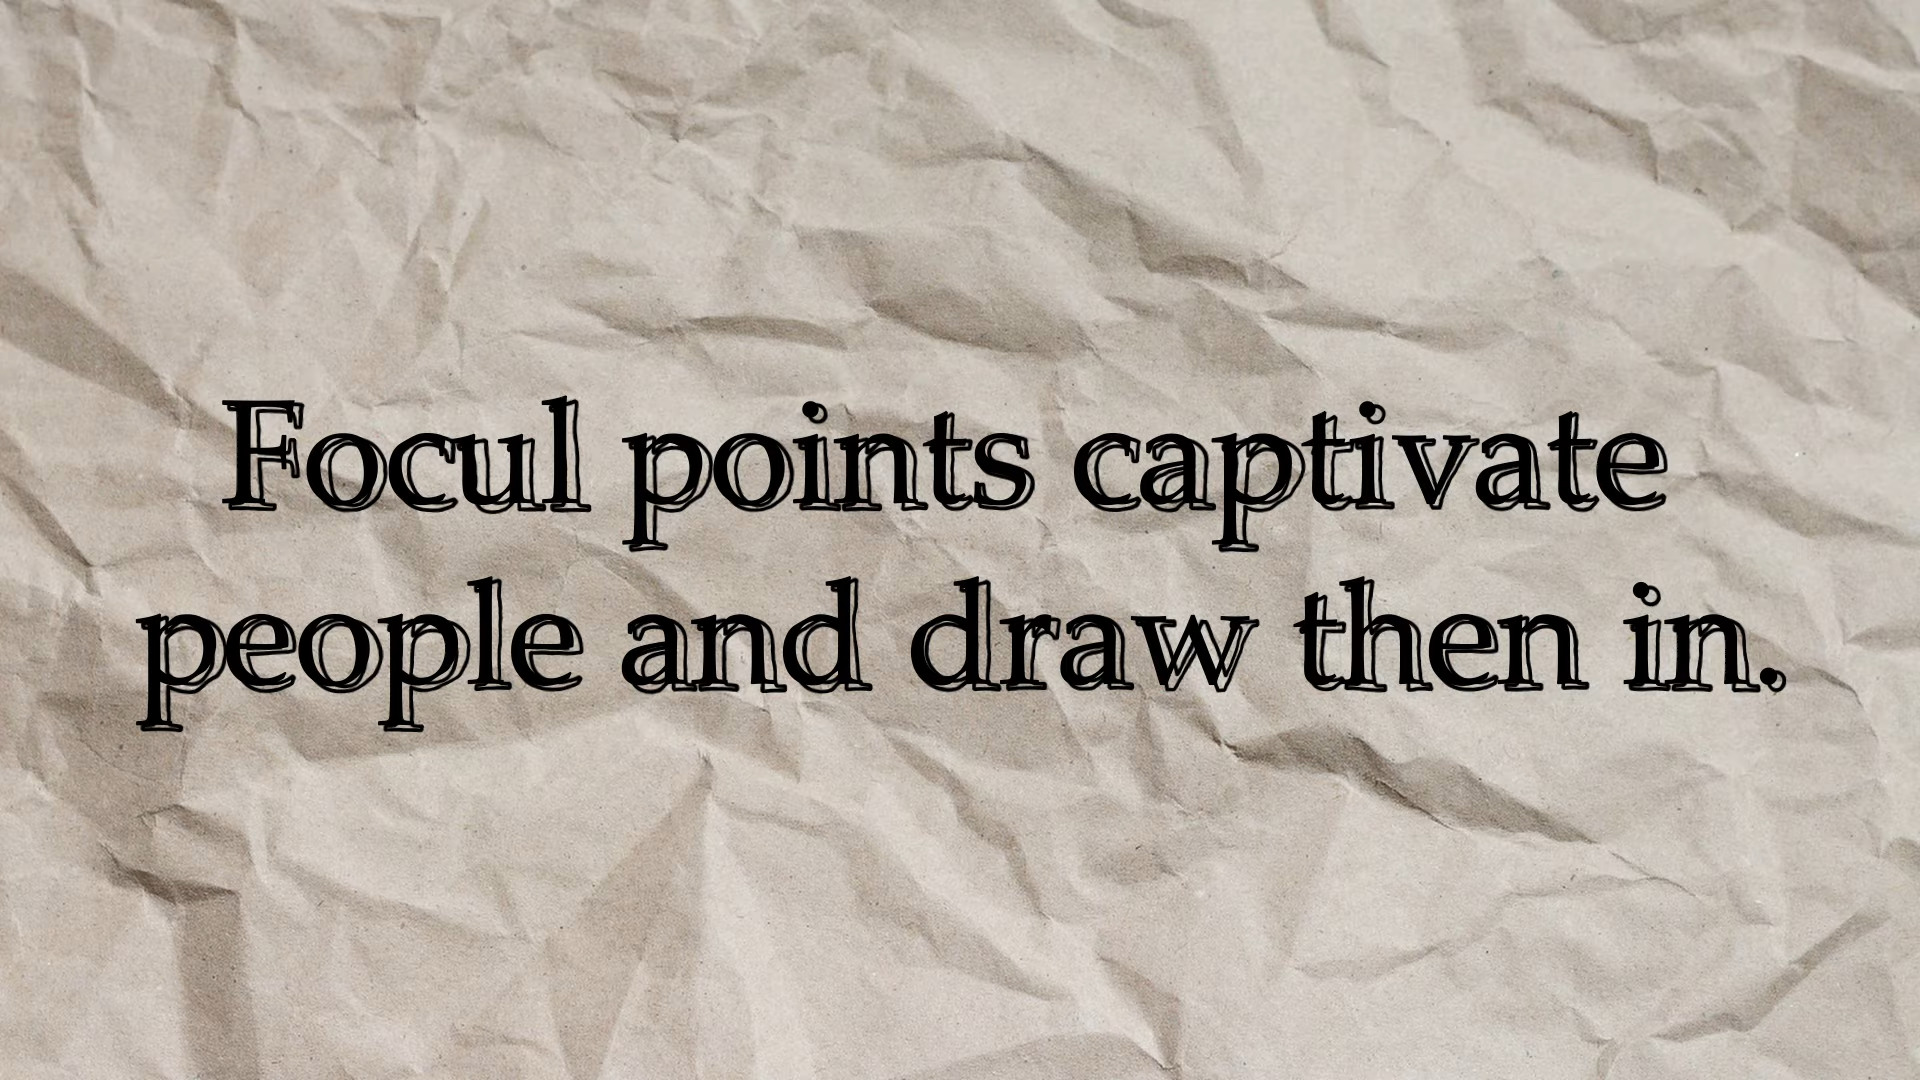 Focul points captivate
people and draw then in.